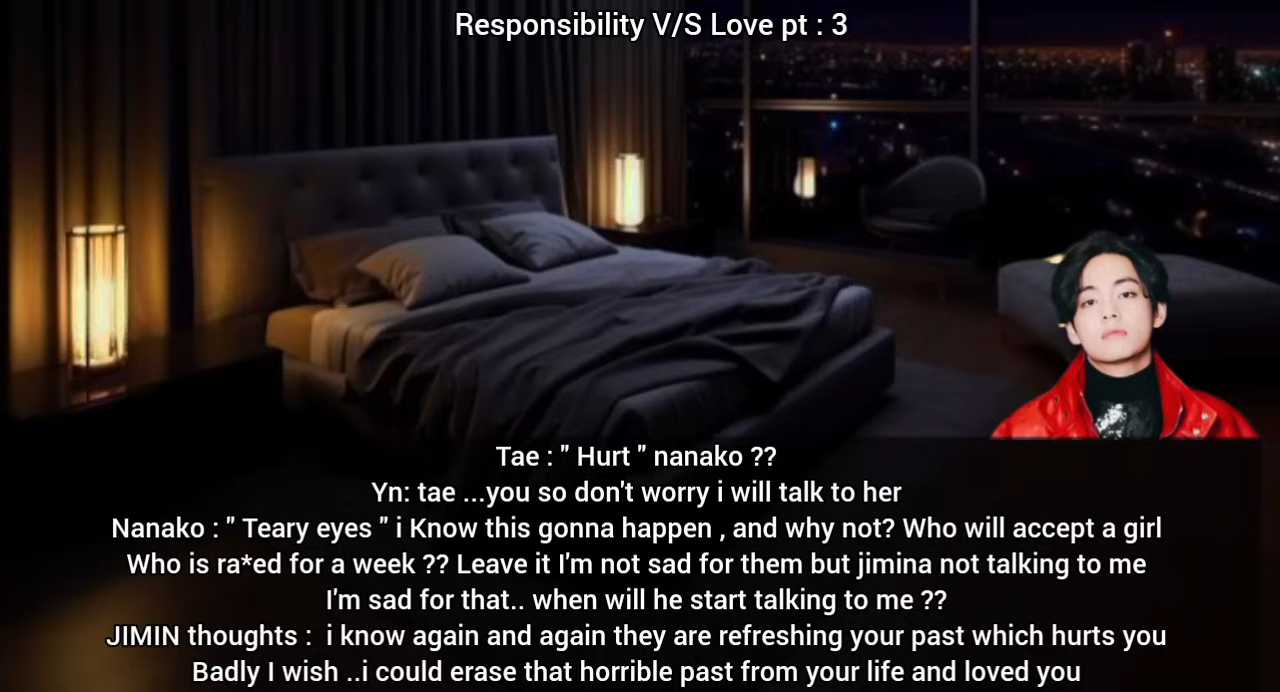 Responsibility V/S Love pt : 3
Tae : " Hurt " nanako ??
Yn: tae ...you so don't worry i will talk to her
Nanako : " Teary eyes " i Know this gonna happen , and why not? Who will accept a girl
Who is ra*ed for a week ?? Leave it I'm not sad for them but jimina not talking to me
I'm sad for that.. when will he start talking to me ??
JIMIN thoughts :  i know again and again they are refreshing your past which hurts you
Badly I wish ..i could erase that horrible past from your life and loved you